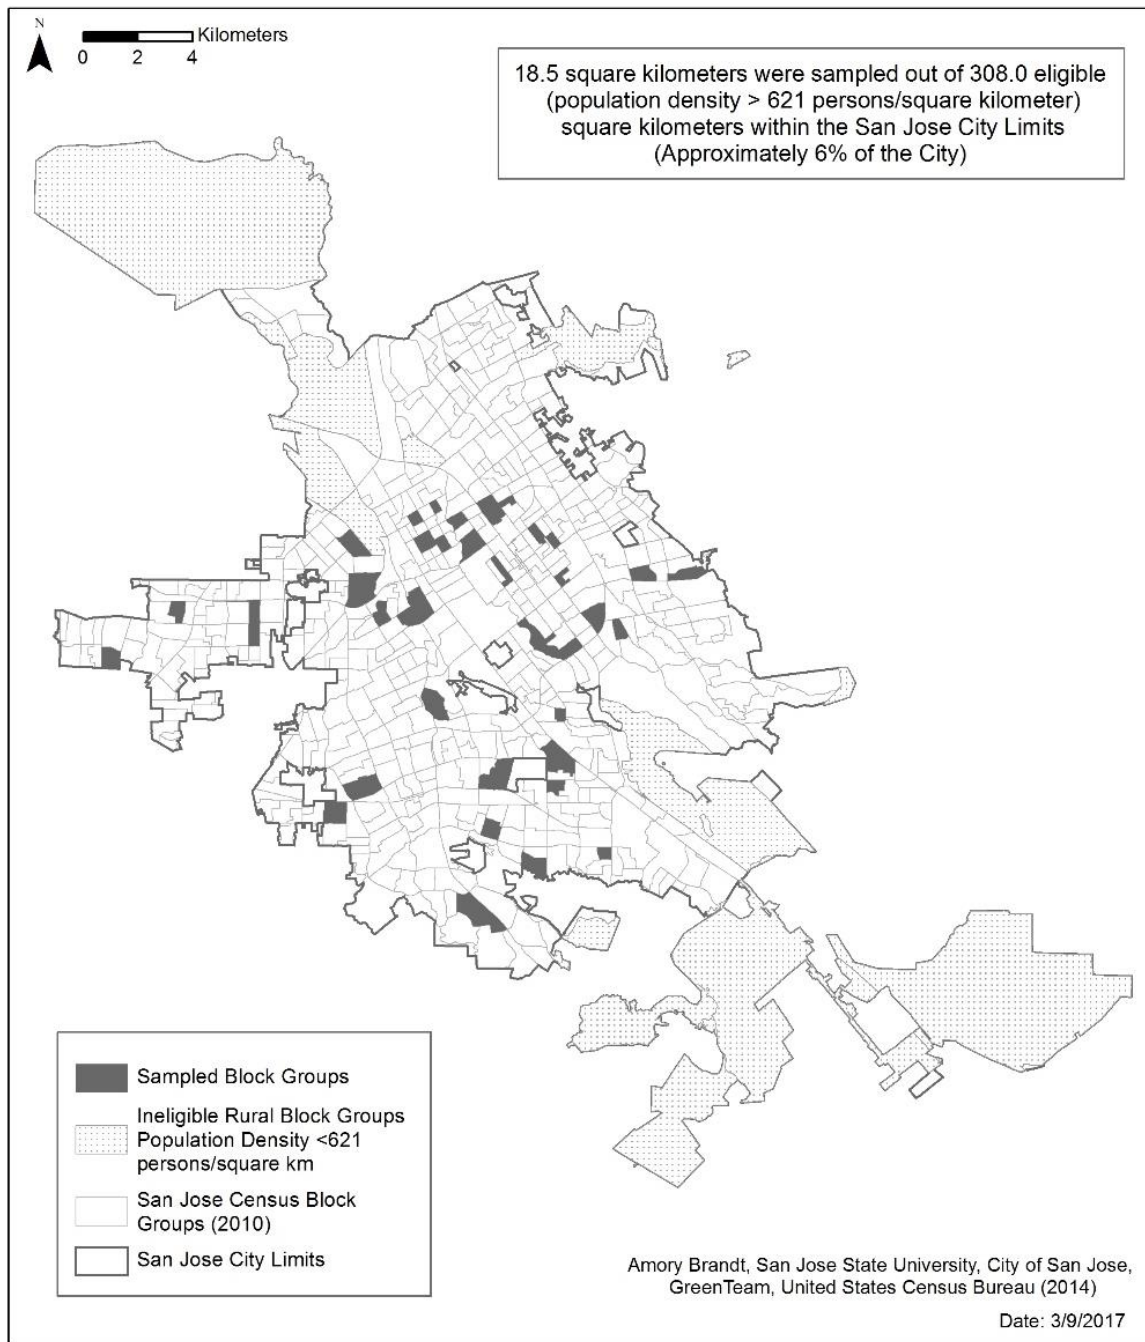 N
Kilometers
0 2 4
18.5 square kilometers were sampled out of 308.0 eligible
(population density > 621 persons/square kilometer)
square kilometers within the San Jose City Limits
(Approximately 6% of the City)
Sampled Block Groups
Ineligible Rural Block Groups
Population Density <621
persons/square km
San Jose Census Block
Groups (2010)
San Jose City Limits
Amory Brandt, San Jose State University, City of San Jose,
GreenTeam, United States Census Bureau (2014)
Date: 3/9/2017